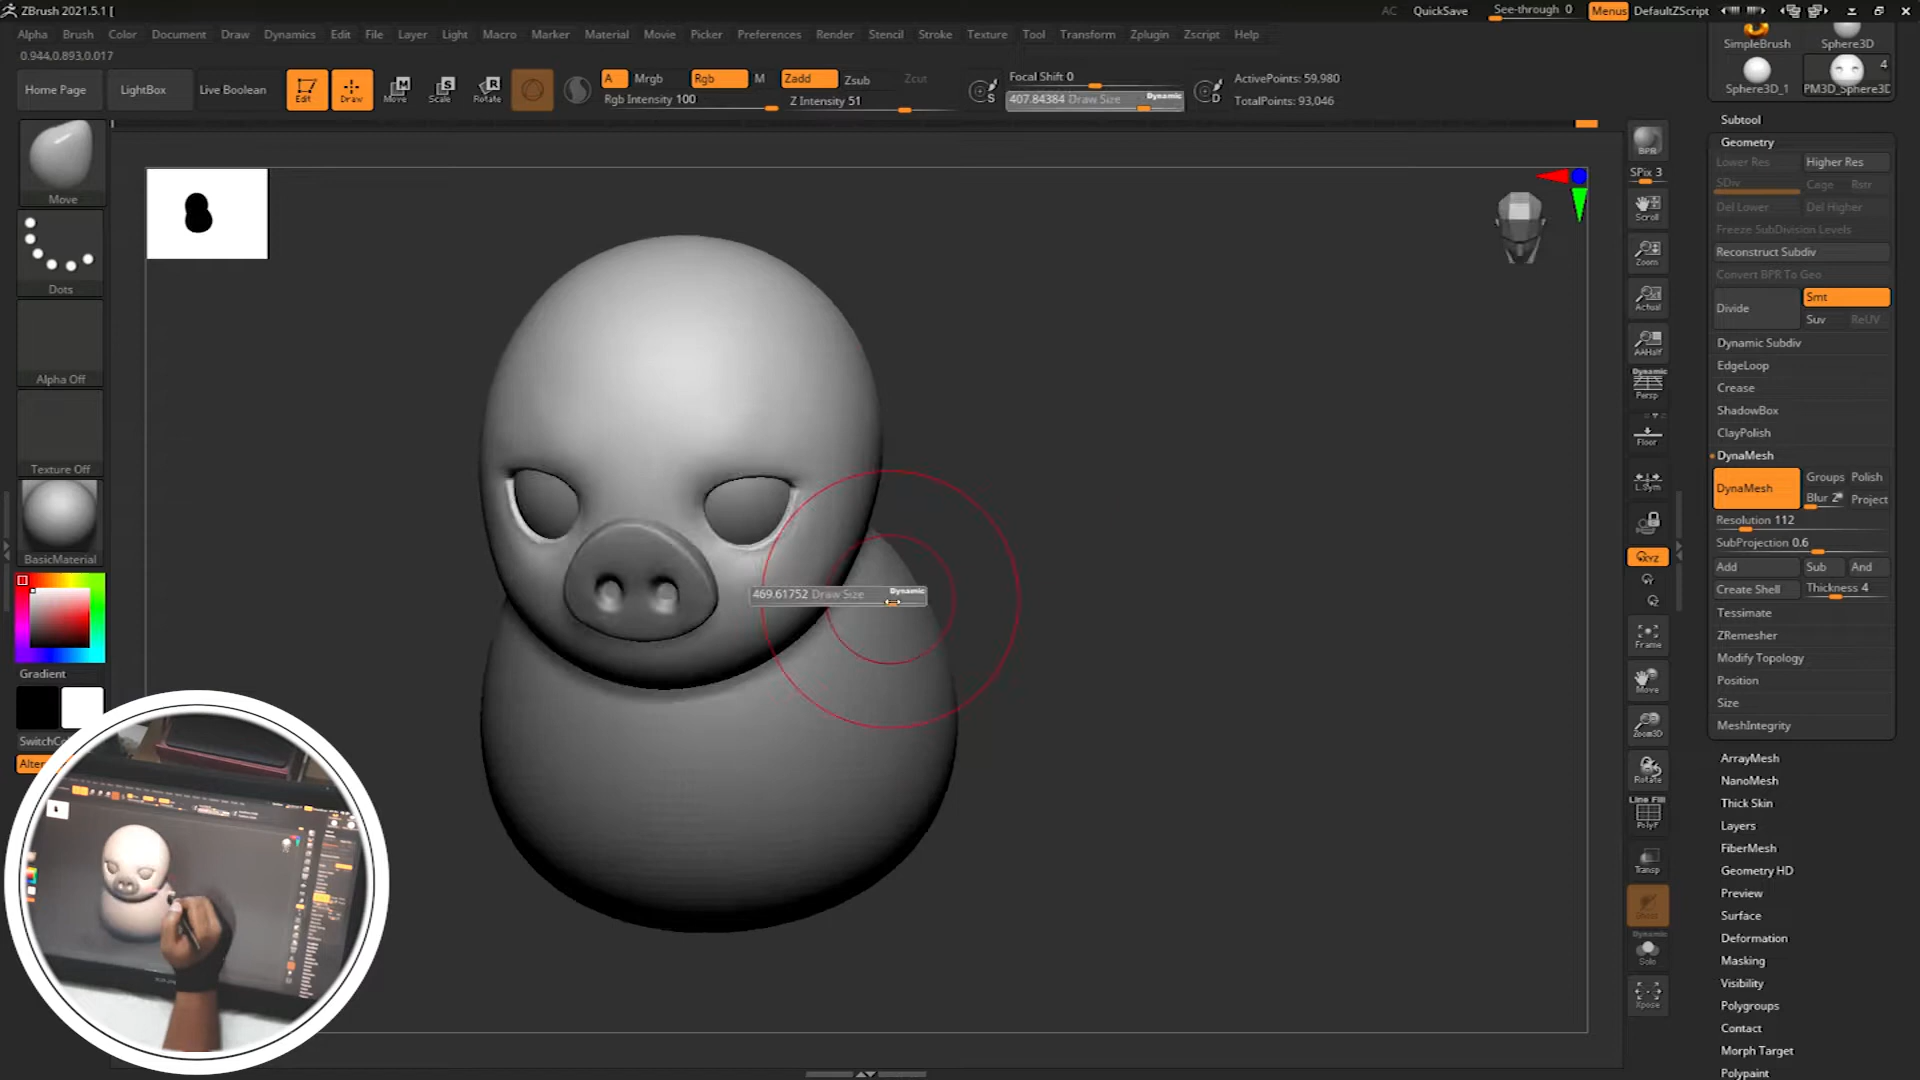 ZBrush 2021.5.1 [
AC QuickSave See-through 0 Menus DefaultZScript
Alpha Brush Color Document Draw Dynamics Edit File Layer Light Macro Marker Material Movie Picker Preferences Render Stencil Stroke Texture Tool Transform Zplugin Zscript Help
0.944,0.893,0.017
Home Page LightBox Live Boolean Edit Draw Move Scale Rotate
A Mrgb Rgb M Zadd Zsub Zcut
Rgb Intensity 100 Z Intensity 51
S Focal Shift 0
407.84384 Draw Size Dynamic
D ActivePoints: 59,980
TotalPoints: 93,046
Move
Dots
Alpha Off
Texture Off
BasicMaterial
Gradient
SwitchCo
Alter
469.61752 Draw Size Dynamic
BPR
SPix 3
Scroll
Zoom
Actual
AAHalf
Dynamic
Persp
Floor
L.Sym
XYZ
Frame
Move
Zoom3D
Rotate
Line Fill
PolyF
Transp
Ghost
Dynamic
Solo
Xpose
SimpleBrush Sphere3D
4
Sphere3D_1 PM3D_Sphere3D
Subtool
Geometry
Lower Res Higher Res
SDiv Cage Rstr
Del Lower Del Higher
Freeze SubDivision Levels
Reconstruct Subdiv
Convert BPR To Geo
Divide Smt
Suv ReUV
Dynamic Subdiv
EdgeLoop
Crease
ShadowBox
ClayPolish
DynaMesh
DynaMesh Groups Polish
Blur 2 Project
Resolution 112
SubProjection 0.6
Add Sub And
Create Shell Thickness 4
Tessimate
ZRemesher
Modify Topology
Position
Size
MeshIntegrity
ArrayMesh
NanoMesh
Thick Skin
Layers
FiberMesh
Geometry HD
Preview
Surface
Deformation
Masking
Visibility
Polygroups
Contact
Morph Target
Polypaint